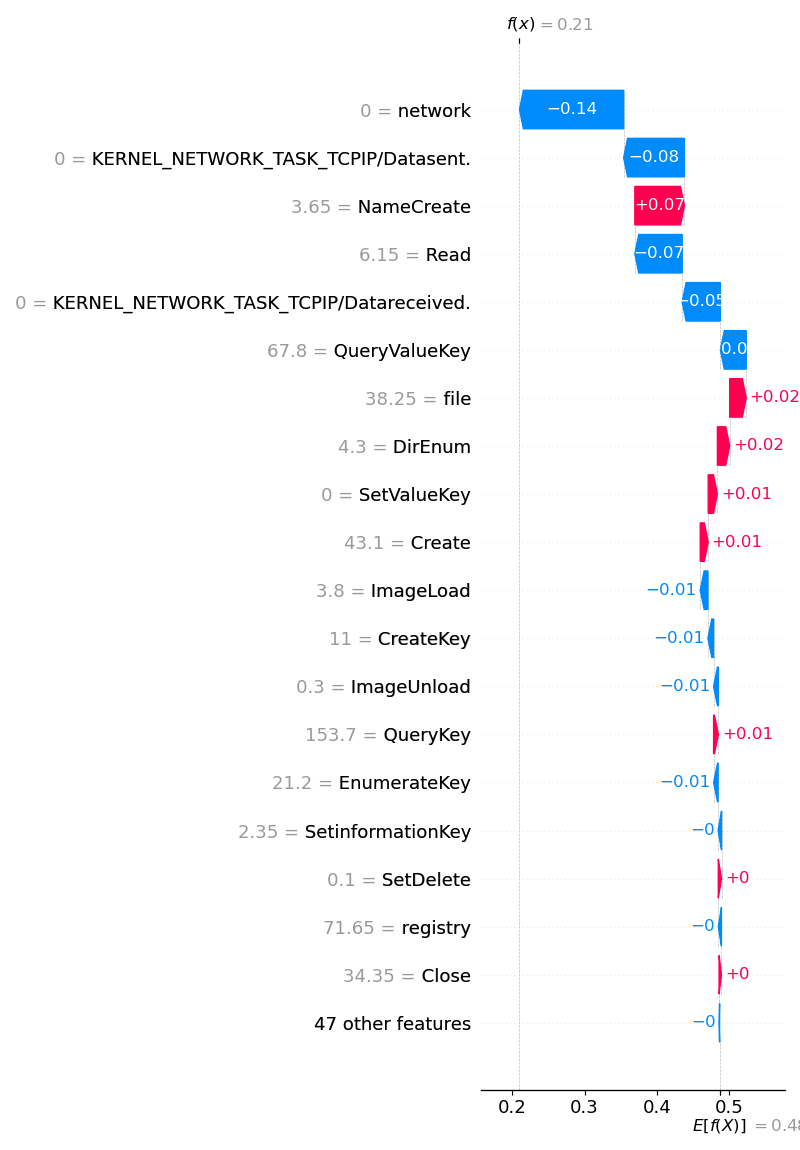 f(x) = 0.21
0 = network −0.14
0 = KERNEL_NETWORK_TASK_TCPIP/Datasent. −0.08
3.65 = NameCreate +0.07
6.15 = Read −0.07
0 = KERNEL_NETWORK_TASK_TCPIP/Datareceived. −0.05
67.8 = QueryValueKey
38.25 = file +0.02
4.3 = DirEnum +0.02
0 = SetValueKey +0.01
43.1 = Create +0.01
3.8 = ImageLoad −0.01
11 = CreateKey −0.01
0.3 = ImageUnload −0.01
153.7 = QueryKey +0.01
21.2 = EnumerateKey −0.01
2.35 = SetinformationKey −0
0.1 = SetDelete +0
71.65 = registry −0
34.35 = Close +0
47 other features −0
0.2 0.3 0.4 0.5
E[f(X)] = 0.48